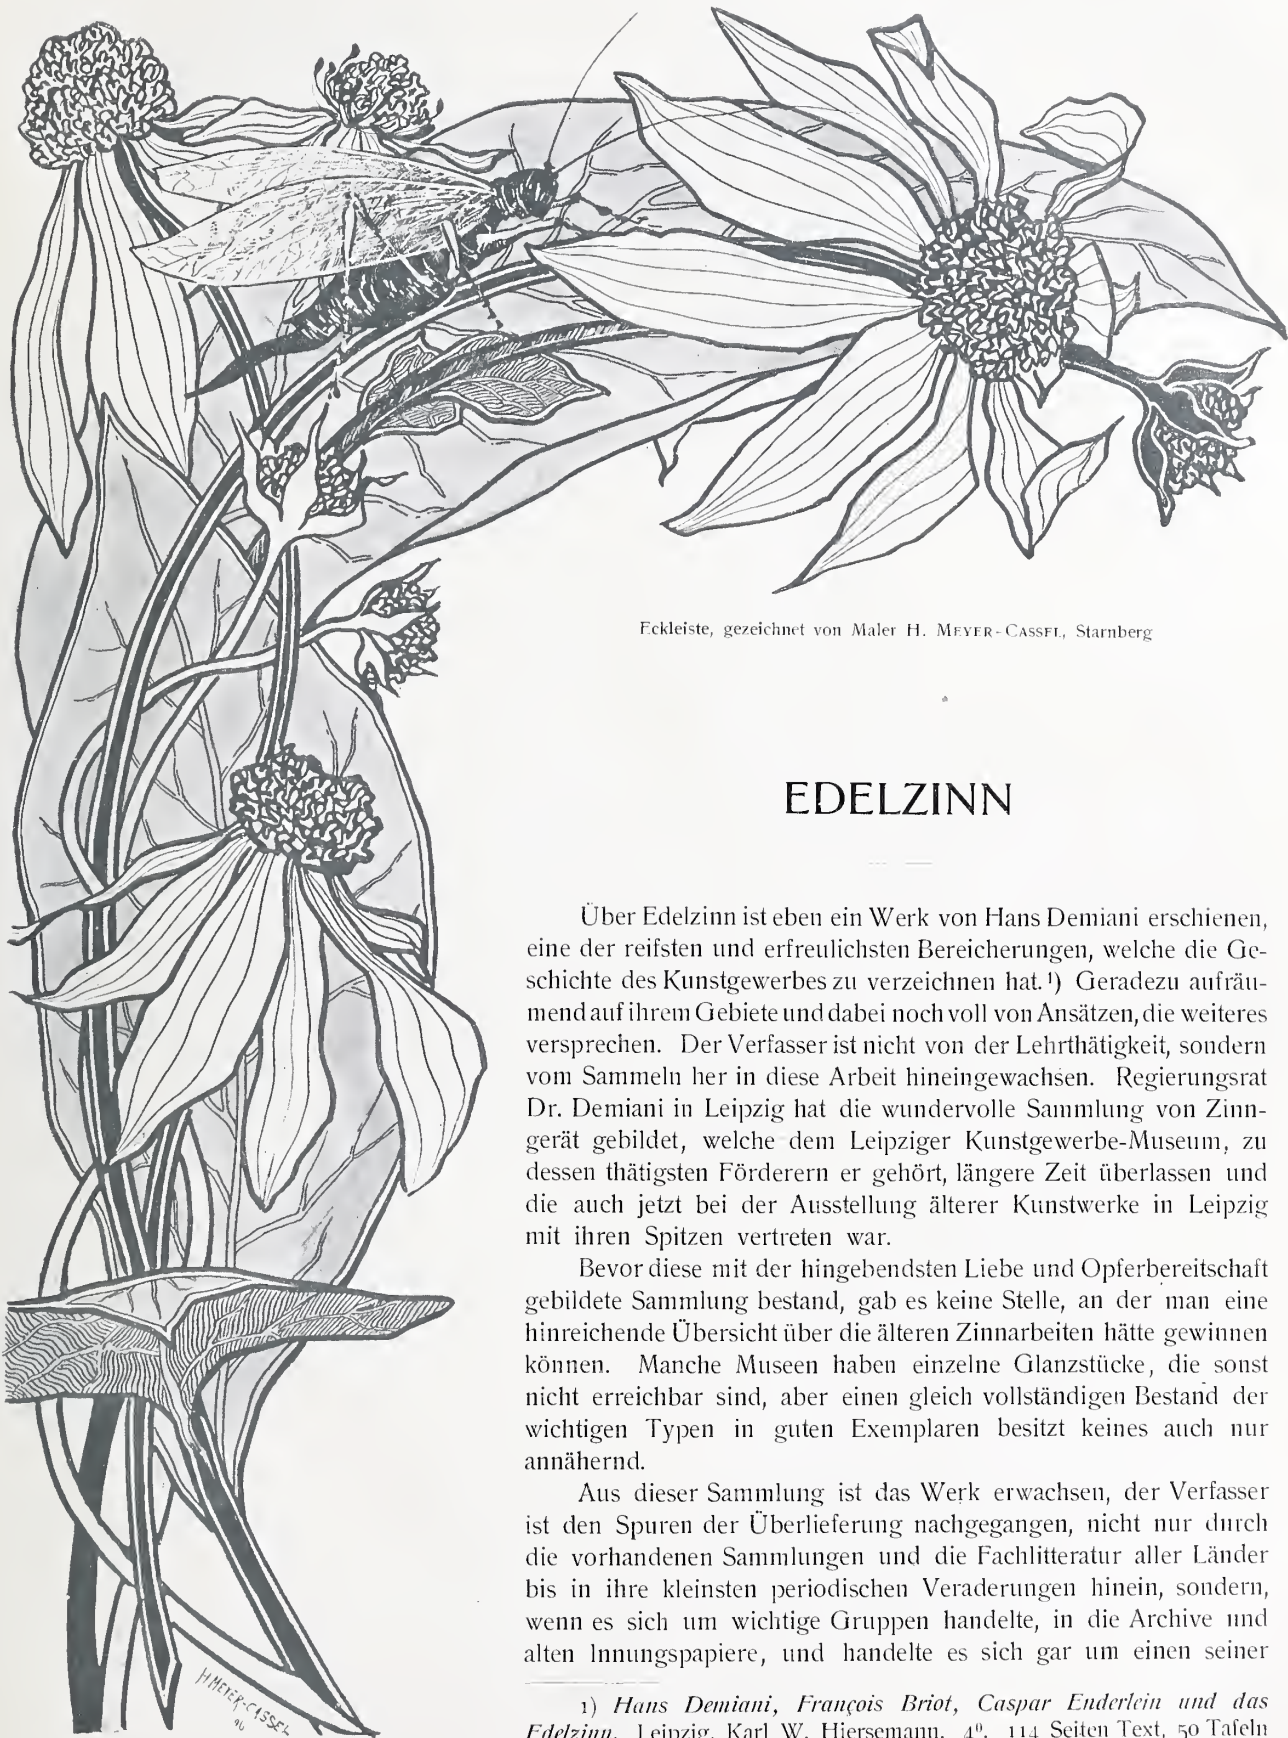 Eckleiste, gezeichnet von Maler H. MEYER-CASSEL, Starnberg
EDELZINN
Über Edelzinn ist eben ein Werk von Hans Demiani erschienen,
eine der reifsten und erfreulichsten Bereicherungen, welche die Ge-
schichte des Kunstgewerbes zu verzeichnen hat.¹) Geradezu aufräu-
mend auf ihrem Gebiete und dabei noch voll von Ansätzen, die weiteres
versprechen. Der Verfasser ist nicht von der Lehrthätigkeit, sondern
vom Sammeln her in diese Arbeit hineingewachsen. Regierungsrat
Dr. Demiani in Leipzig hat die wundervolle Sammlung von Zinn-
gerät gebildet, welche dem Leipziger Kunstgewerbe-Museum, zu
dessen thätigsten Förderern er gehört, längere Zeit überlassen und
die auch jetzt bei der Ausstellung älterer Kunstwerke in Leipzig
mit ihren Spitzen vertreten war.
Bevor diese mit der hingebendsten Liebe und Opferbereitschaft
gebildete Sammlung bestand, gab es keine Stelle, an der man eine
hinreichende Übersicht über die älteren Zinnarbeiten hätte gewinnen
können. Manche Museen haben einzelne Glanzstücke, die sonst
nicht erreichbar sind, aber einen gleich vollständigen Bestand der
wichtigen Typen in guten Exemplaren besitzt keines auch nur
annähernd.
Aus dieser Sammlung ist das Werk erwachsen, der Verfasser
ist den Spuren der Überlieferung nachgegangen, nicht nur durch
die vorhandenen Sammlungen und die Fachlitteratur aller Länder
bis in ihre kleinsten periodischen Veraderungen hinein, sondern,
wenn es sich um wichtige Gruppen handelte, in die Archive und
alten Innungspapiere, und handelte es sich gar um einen seiner
1) Hans Demiani, François Briot, Caspar Enderlein und das
Edelzinn. Leipzig, Karl W. Hiersemann. 4⁰. 114 Seiten Text, 50 Tafeln
H MEYER-CASSEL
96